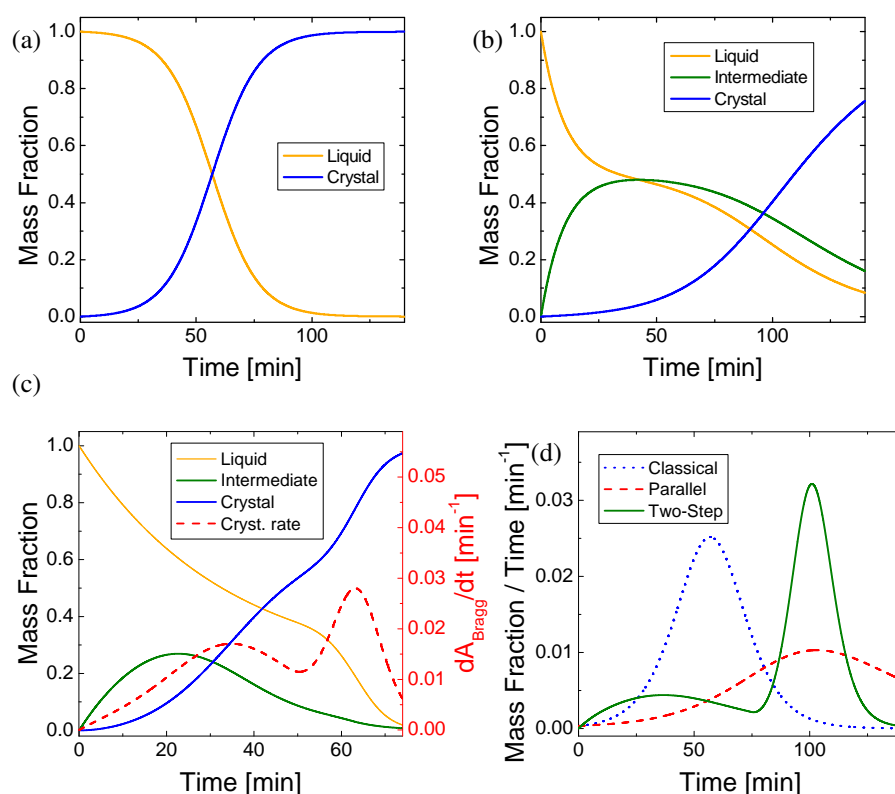 (a)
Mass Fraction
1.0
0.8
0.6
0.4
0.2
0.0
Liquid
Crystal
0
50
100
Time [min]
(b)
Mass Fraction
1.0
0.8
0.6
0.4
0.2
0.0
Liquid
Intermediate
Crystal
0
50
100
Time [min]
(c)
Mass Fraction
1.0
0.8
0.6
0.4
0.2
0.0
Liquid
Intermediate
Crystal
Cryst. rate
0.05
0.04
0.03
0.02
0.01
0.00
dA_Bragg/dt [min⁻¹]
0
20
40
60
Time [min]
(d)
Mass Fraction / Time [min⁻¹]
0.03
0.02
0.01
0.00
Classical
Parallel
Two-Step
0
50
100
Time [min]